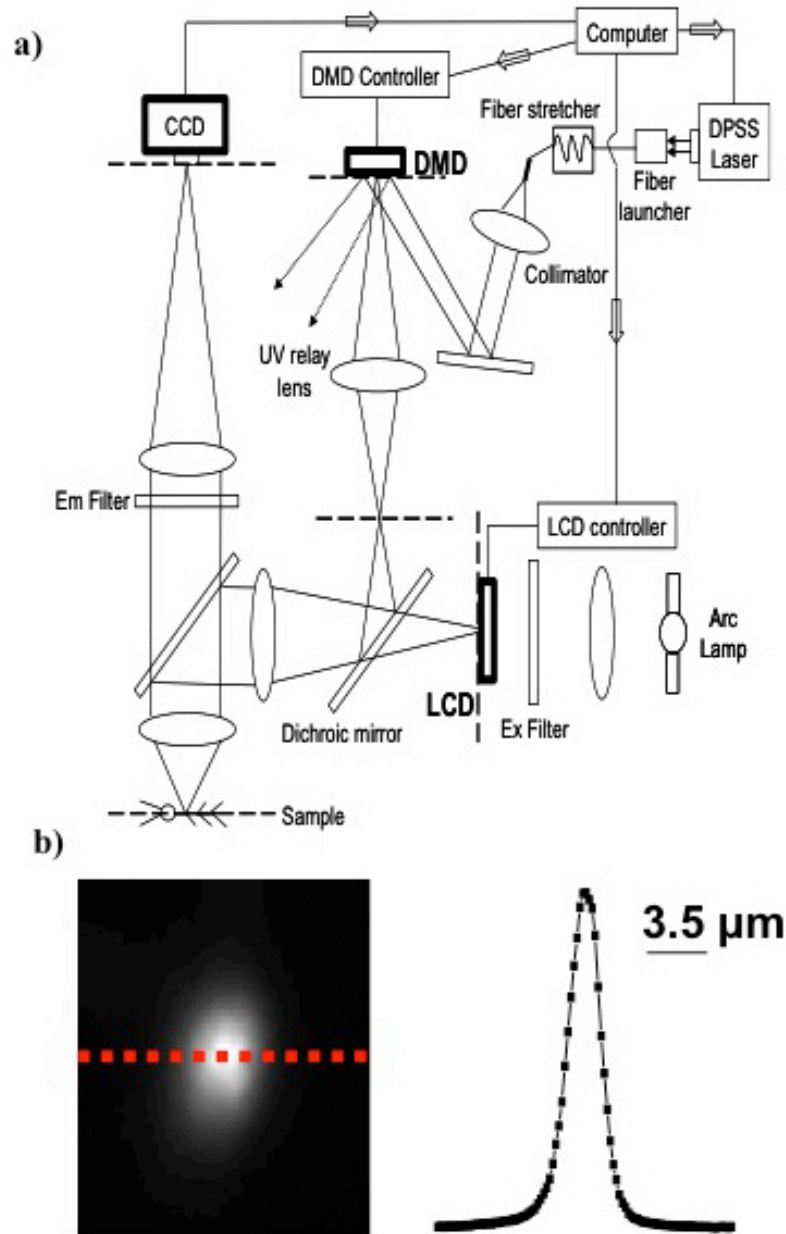 a)
Computer
DMD Controller
CCD
Fiber stretcher
DPSS
Laser
DMD
Fiber
launcher
Collimator
UV relay
lens
Em Filter
LCD controller
Arc
Lamp
LCD
Ex Filter
Dichroic mirror
Sample
b)
3.5 µm